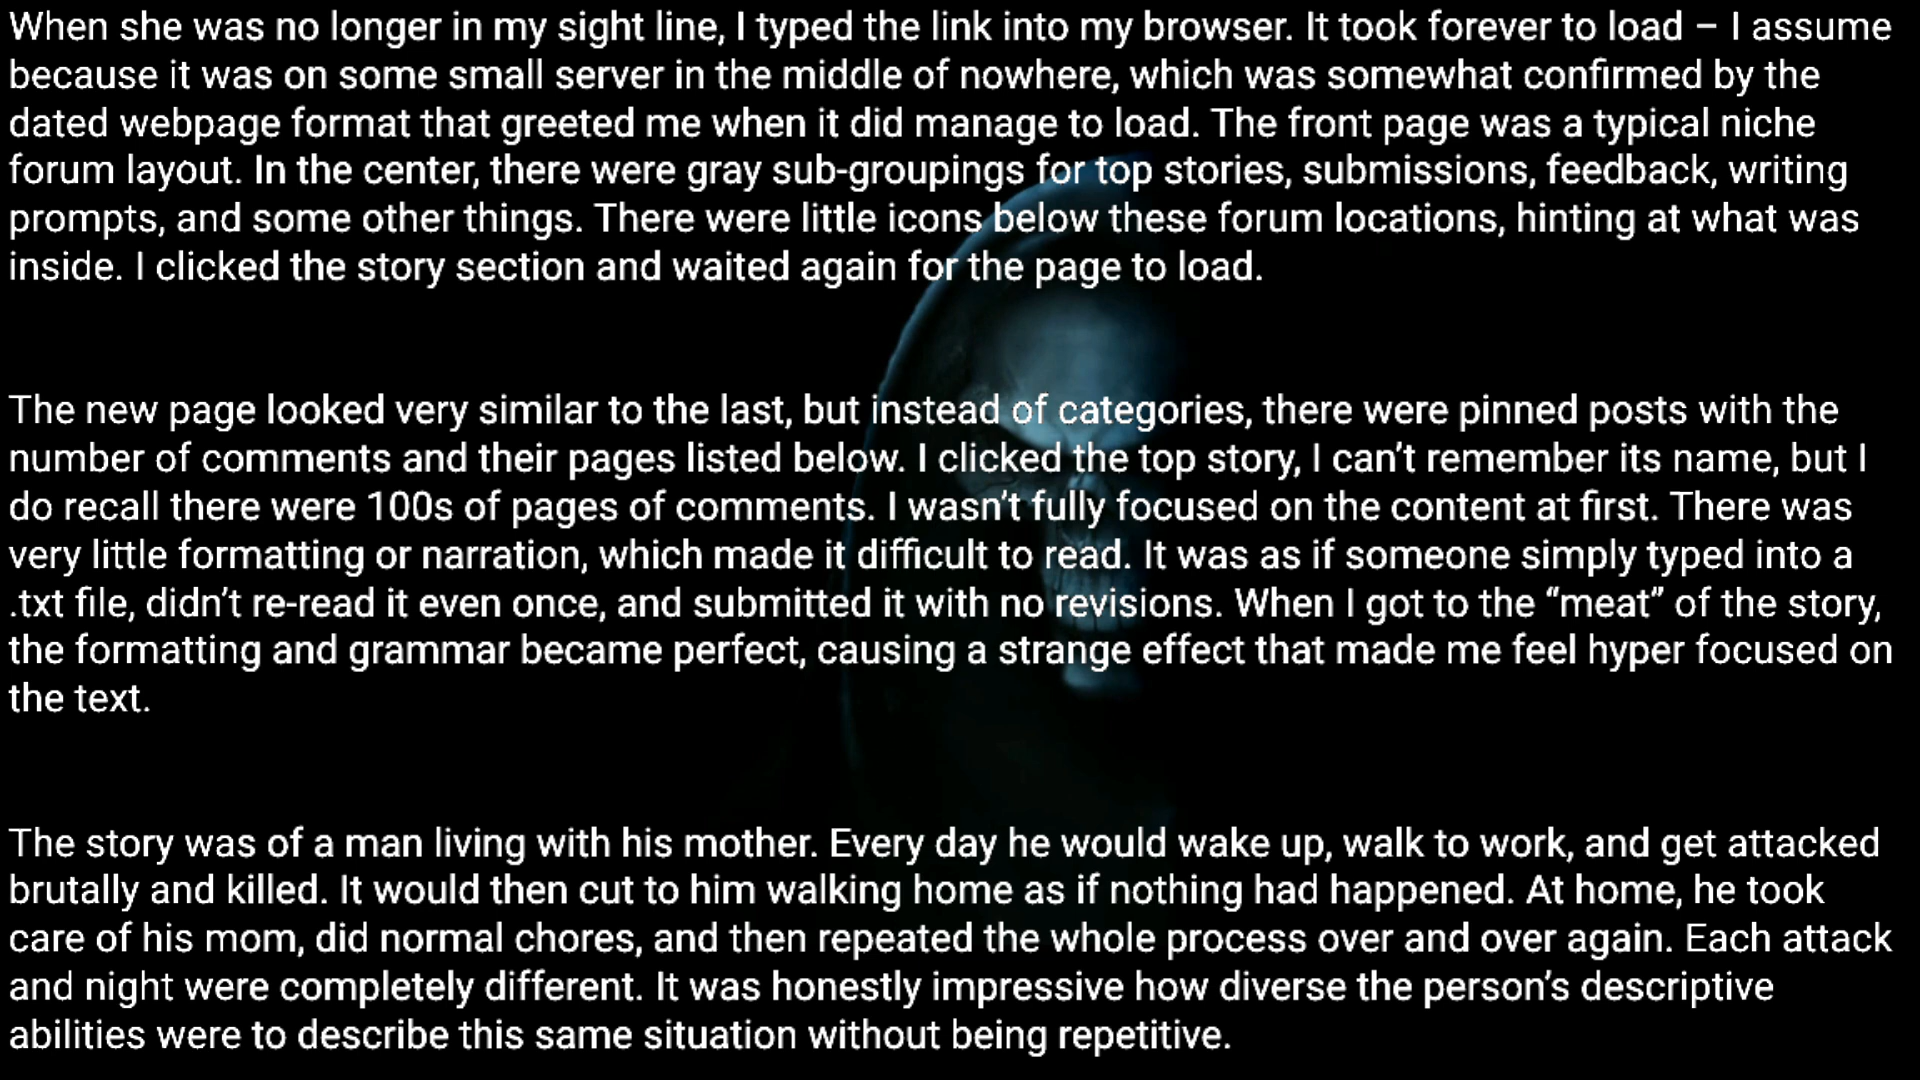 When she was no longer in my sight line, I typed the link into my browser. It took forever to load – I assume
because it was on some small server in the middle of nowhere, which was somewhat confirmed by the
dated webpage format that greeted me when it did manage to load. The front page was a typical niche
forum layout. In the center, there were gray sub-groupings for top stories, submissions, feedback, writing
prompts, and some other things. There were little icons below these forum locations, hinting at what was
inside. I clicked the story section and waited again for the page to load.
The new page looked very similar to the last, but instead of categories, there were pinned posts with the
number of comments and their pages listed below. I clicked the top story, I can’t remember its name, but I
do recall there were 100s of pages of comments. I wasn’t fully focused on the content at first. There was
very little formatting or narration, which made it difficult to read. It was as if someone simply typed into a
.txt file, didn’t re-read it even once, and submitted it with no revisions. When I got to the “meat” of the story,
the formatting and grammar became perfect, causing a strange effect that made me feel hyper focused on
the text.
The story was of a man living with his mother. Every day he would wake up, walk to work, and get attacked
brutally and killed. It would then cut to him walking home as if nothing had happened. At home, he took
care of his mom, did normal chores, and then repeated the whole process over and over again. Each attack
and night were completely different. It was honestly impressive how diverse the person’s descriptive
abilities were to describe this same situation without being repetitive.